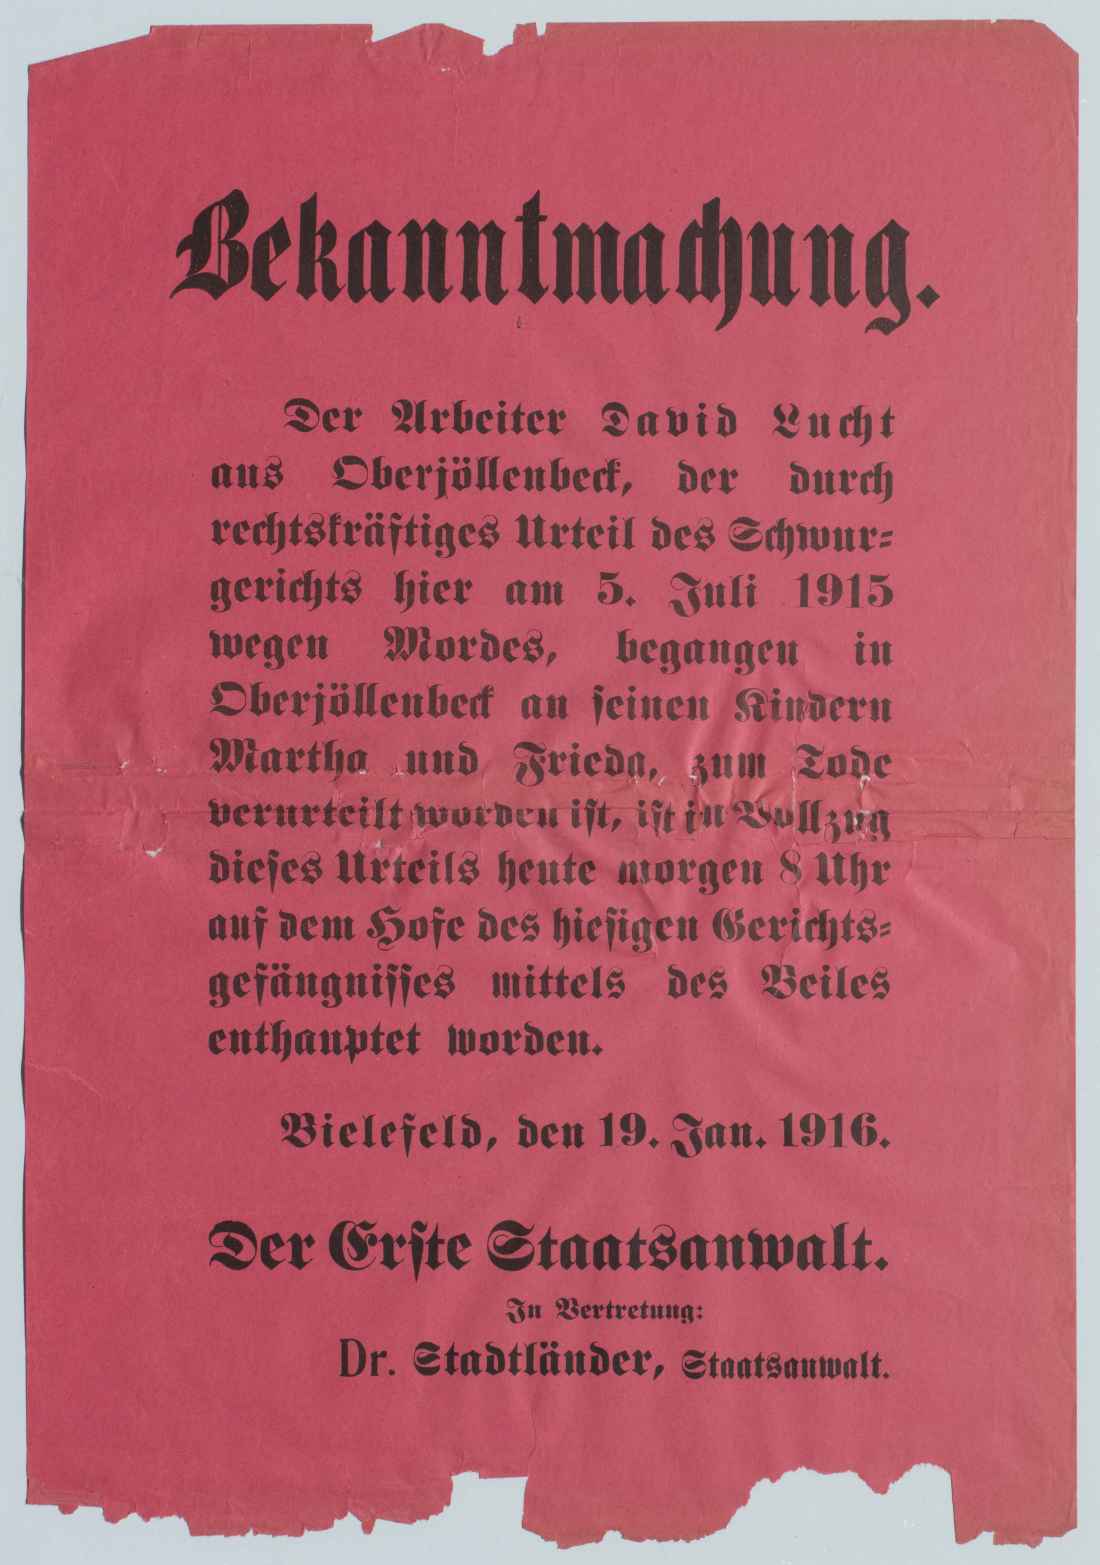 Bekanntmachung.
Der Arbeiter David Lucht
aus Oberjöllenbeck, der durch
rechtskräftiges Urteil des Schwur-
gerichts hier am 5. Juli 1915
wegen Mordes, begangen in
Oberjöllenbeck an seinen Kindern
Martha und Frieda, zum Tode
verurteilt worden ist, ist in Vollzug
dieses Urteils heute morgen 8 Uhr
auf dem Hofe des hiesigen Gerichts-
gefängnisses mittels des Beiles
enthauptet worden.
Bielefeld, den 19. Jan. 1916.
Der Erste Staatsanwalt.
In Vertretung:
Dr. Stadtländer, Staatsanwalt.